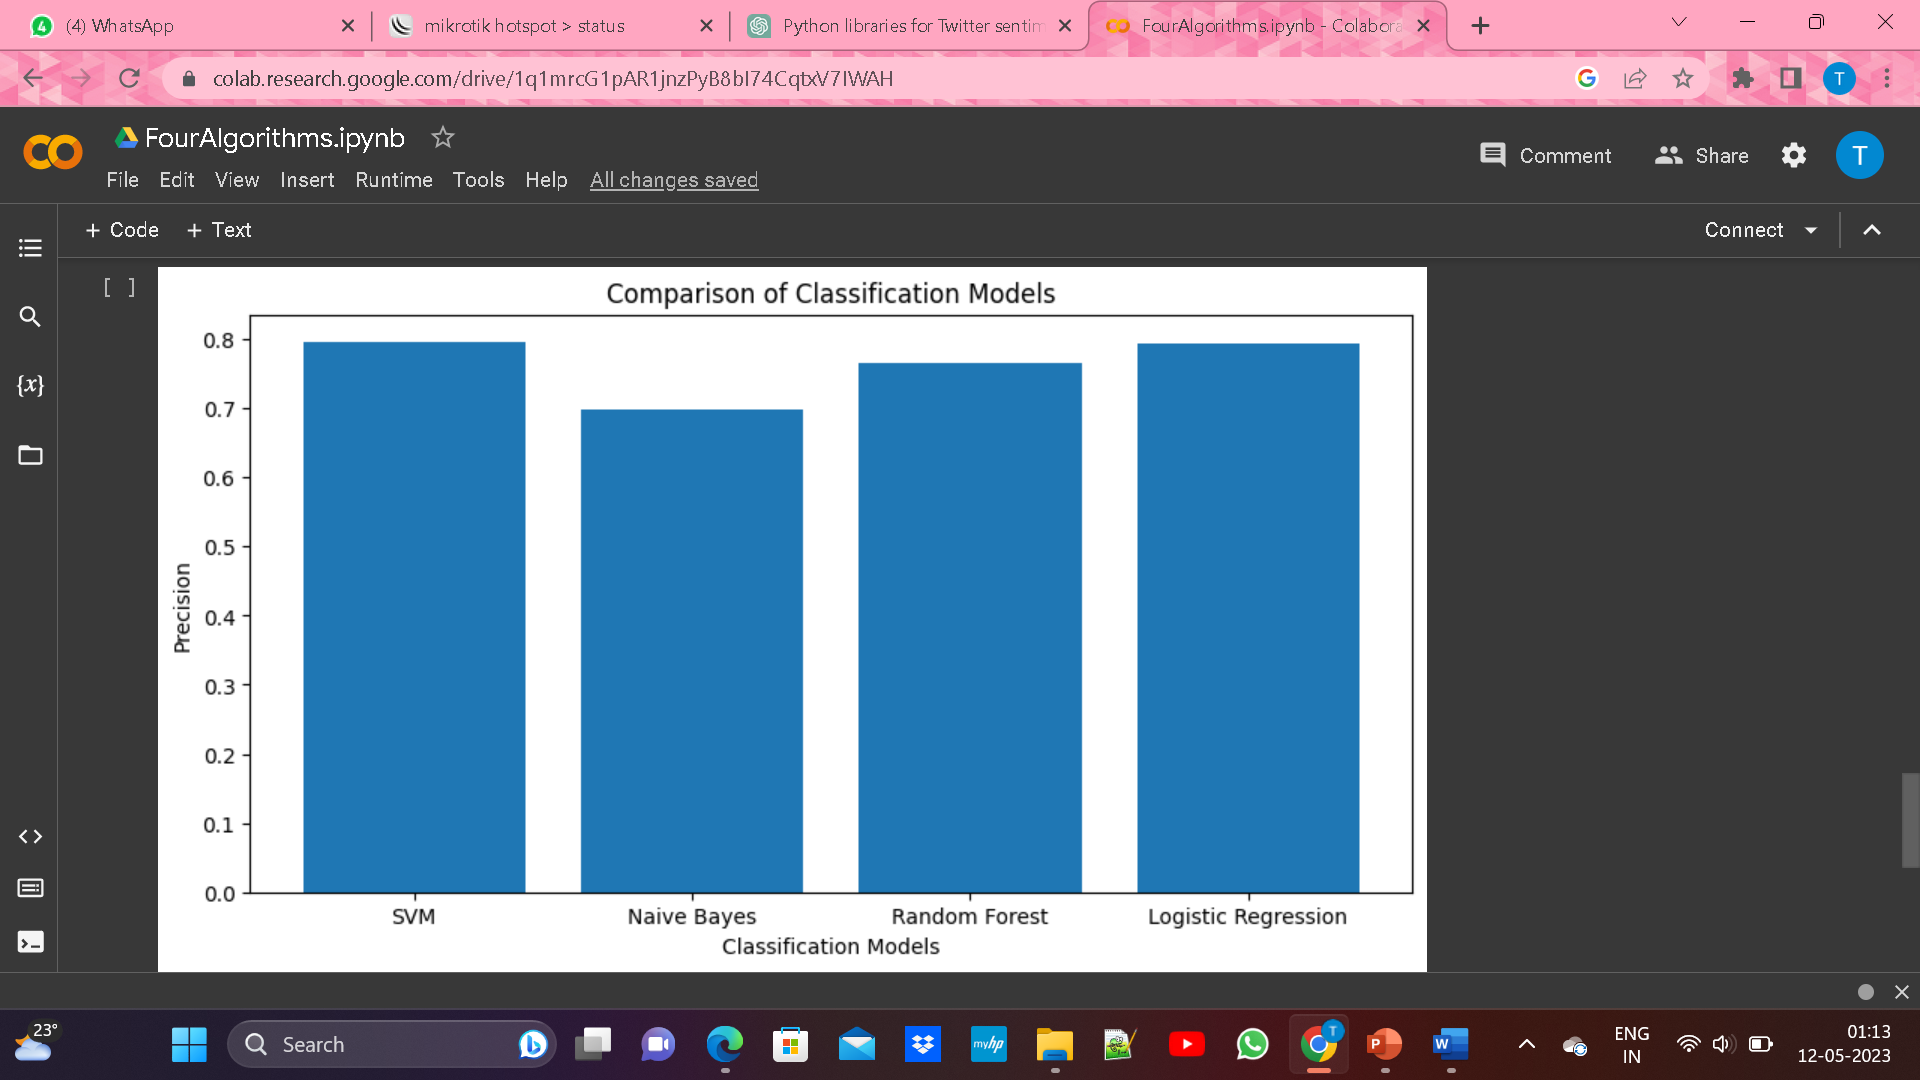 (4) WhatsApp
mikrotik hotspot > status
Python libraries for Twitter sentim
FourAlgorithms.ipynb - Colabora
colab.research.google.com/drive/1q1mrcG1pAR1jnzPyB8bI74CqtxV7IWAH
T
FourAlgorithms.ipynb
Comment
Share
T
File Edit View Insert Runtime Tools Help All changes saved
+ Code + Text
Connect
[ ]
{x}
Comparison of Classification Models
0.8
0.7
0.6
0.5
0.4
0.3
0.2
0.1
0.0
Precision
SVM Naive Bayes Random Forest Logistic Regression
Classification Models
23°
Search
myhp
T
P
W
ENG
IN
01:13
12-05-2023